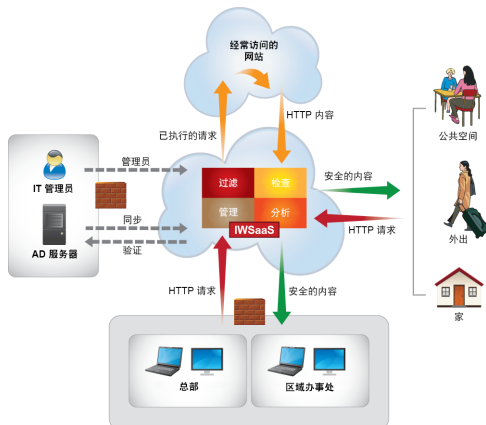 经常访问的
网站
已执行的请求
HTTP 内容
过滤
检查
管理
分析
IWSaaS
IT 管理员
管理员
同步
AD 服务器
验证
安全的内容
HTTP 请求
公共空间
外出
家
HTTP 请求
安全的内容
总部
区域办事处